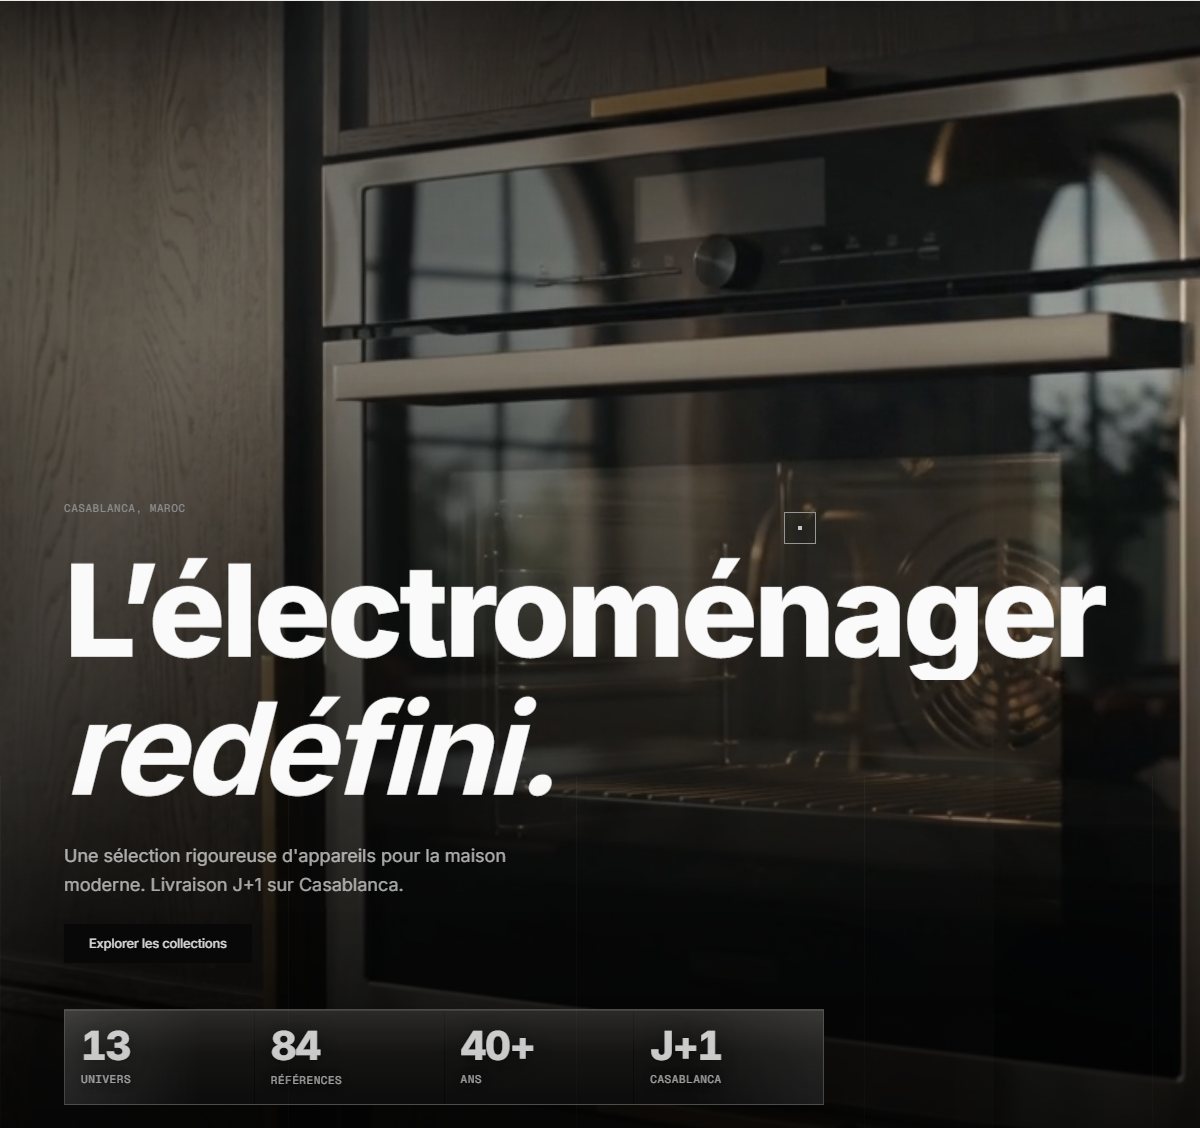 CASABLANCA, MAROC
L'électroménager
redéfini.
Une sélection rigoureuse d'appareils pour la maison
moderne. Livraison J+1 sur Casablanca.
Explorer les collections
13
UNIVERS
84
RÉFÉRENCES
40+
ANS
J+1
CASABLANCA